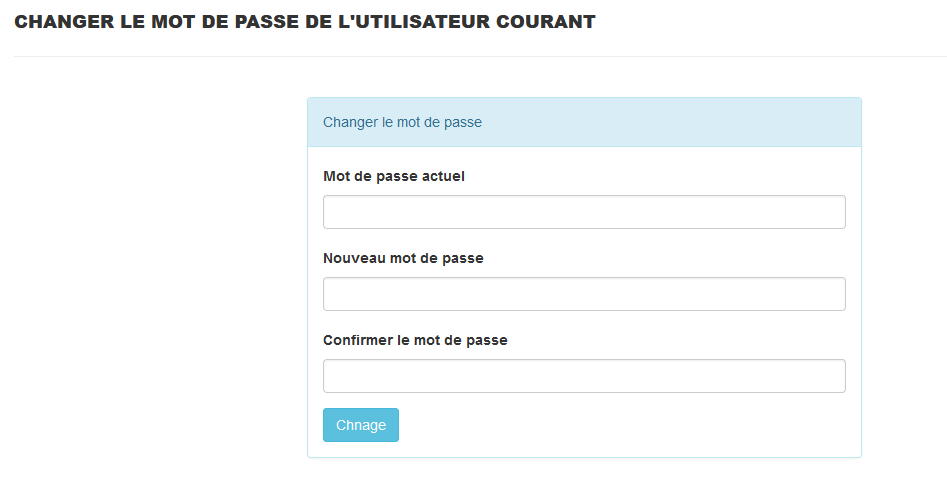 CHANGER LE MOT DE PASSE DE L'UTILISATEUR COURANT
Changer le mot de passe
Mot de passe actuel
Nouveau mot de passe
Confirmer le mot de passe
Chnage